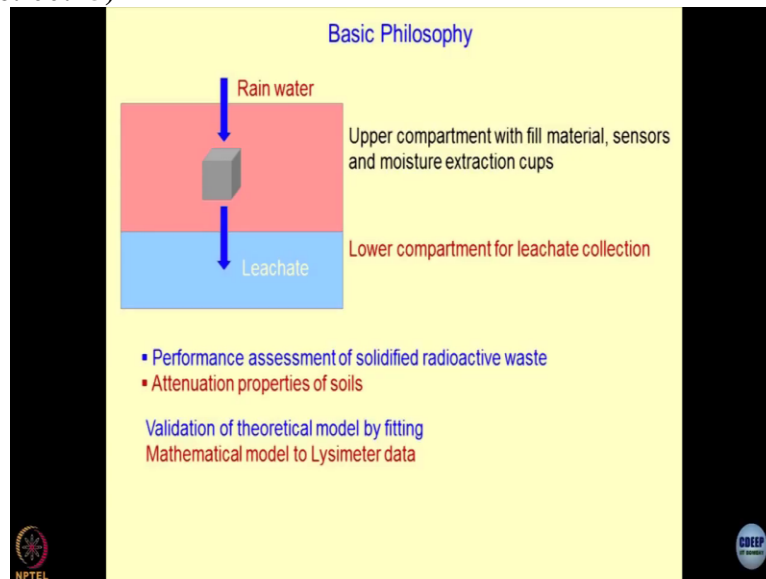 Basic Philosophy
Rain water
Upper compartment with fill material, sensors
and moisture extraction cups
Lower compartment for leachate collection
Leachate
▪ Performance assessment of solidified radioactive waste
▪ Attenuation properties of soils
Validation of theoretical model by fitting
Mathematical model to Lysimeter data
NPTEL
CDEEP
IIT BOMBAY